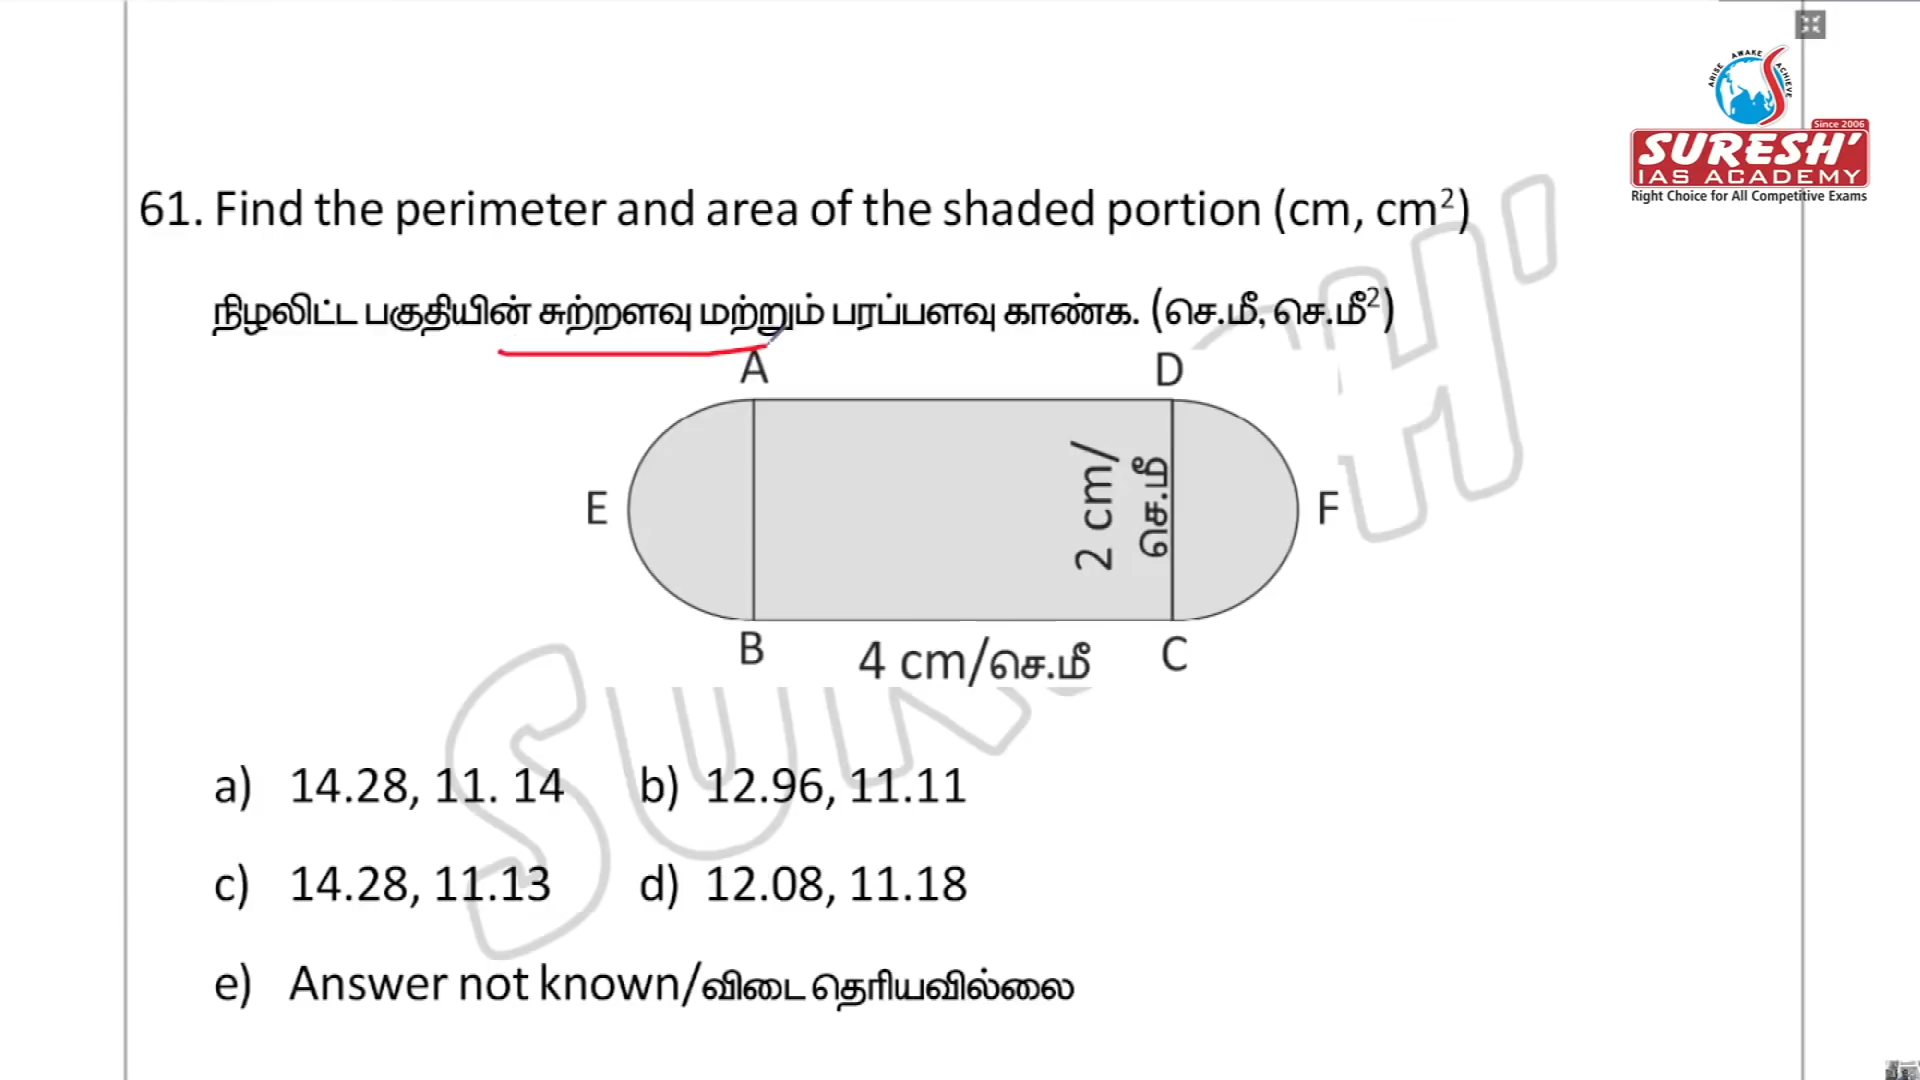 ARISE AWAKE ACHIEVE
Since 2006
SURESH'
IAS ACADEMY
Right Choice for All Competitive Exams
61. Find the perimeter and area of the shaded portion (cm, cm²)
நிழலிட்ட பகுதியின் சுற்றளவு மற்றும் பரப்பளவு காண்க. (செ.மீ, செ.மீ²)
A
D
E
2 cm/
செ.மீ
F
B
4 cm/செ.மீ
C
a) 14.28, 11. 14 b) 12.96, 11.11
c) 14.28, 11.13 d) 12.08, 11.18
e) Answer not known/விடை தெரியவில்லை
SURESH'